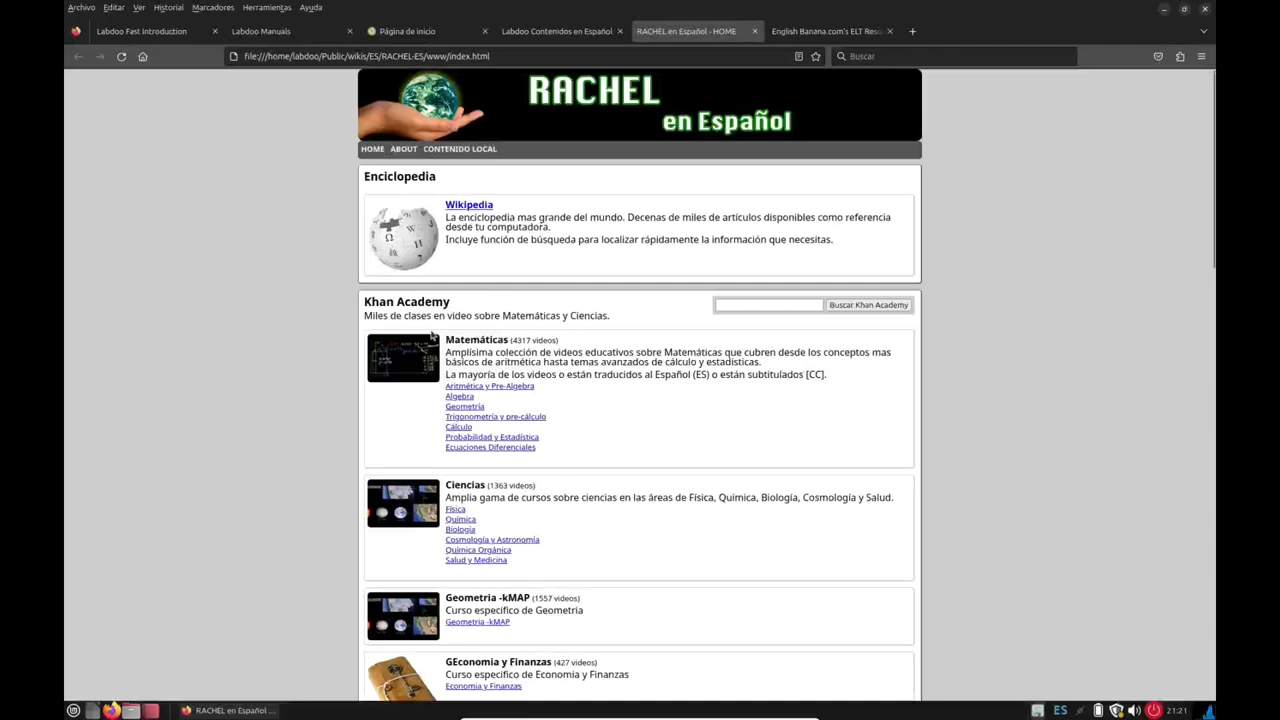 Archivo Editar Ver Historial Marcadores Herramientas Ayuda
Labdoo Fast Introduction Labdoo Manuals Página de inicio Labdoo Contenidos en Español RACHEL en Español - HOME English Banana.com's ELT Reso
file:///home/labdoo/Public/wikis/ES/RACHEL-ES/www/index.html Buscar
RACHEL
en Español
HOME ABOUT CONTENIDO LOCAL
Enciclopedia
Wikipedia
La enciclopedia mas grande del mundo. Decenas de miles de artículos disponibles como referencia
desde tu computadora.
Incluye función de búsqueda para localizar rápidamente la información que necesitas.
Khan Academy
Buscar Khan Academy
Miles de clases en video sobre Matemáticas y Ciencias.
Matemáticas (4317 videos)
Amplísima colección de videos educativos sobre Matemáticas que cubren desde los conceptos mas
básicos de aritmética hasta temas avanzados de cálculo y estadísticas.
La mayoría de los videos o están traducidos al Español (ES) o están subtitulados [CC].
Aritmética y Pre-Algebra
Algebra
Geometría
Trigonometría y pre-cálculo
Cálculo
Probabilidad y Estadística
Ecuaciones Diferenciales
Ciencias (1363 videos)
Amplia gama de cursos sobre ciencias en las áreas de Física, Química, Biología, Cosmología y Salud.
Física
Química
Biología
Cosmología y Astronomía
Química Orgánica
Salud y Medicina
Geometria -kMAP (1557 videos)
Curso especifico de Geometria
Geometria -kMAP
GEconomia y Finanzas (427 videos)
Curso especifico de Economia y Finanzas
Economia y Finanzas
RACHEL en Español ... ES 21:21